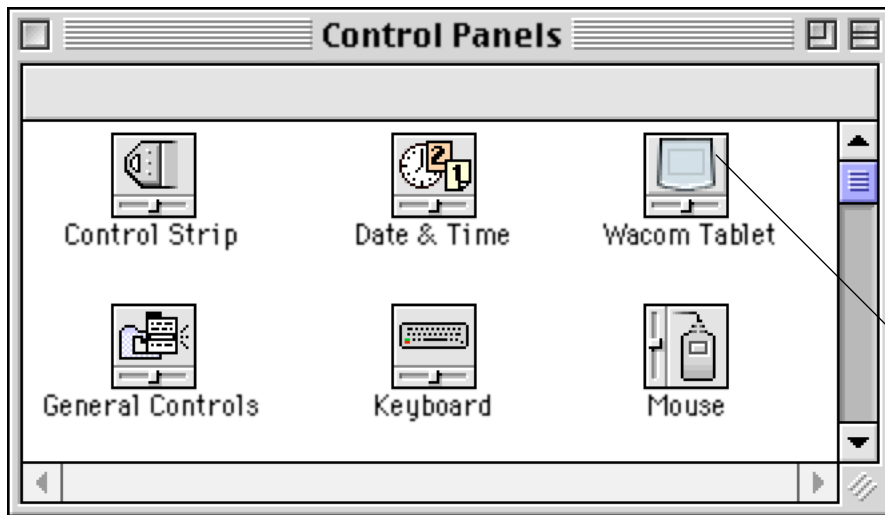 Control Panels
Control Strip
Date & Time
Wacom Tablet
General Controls
Keyboard
Mouse